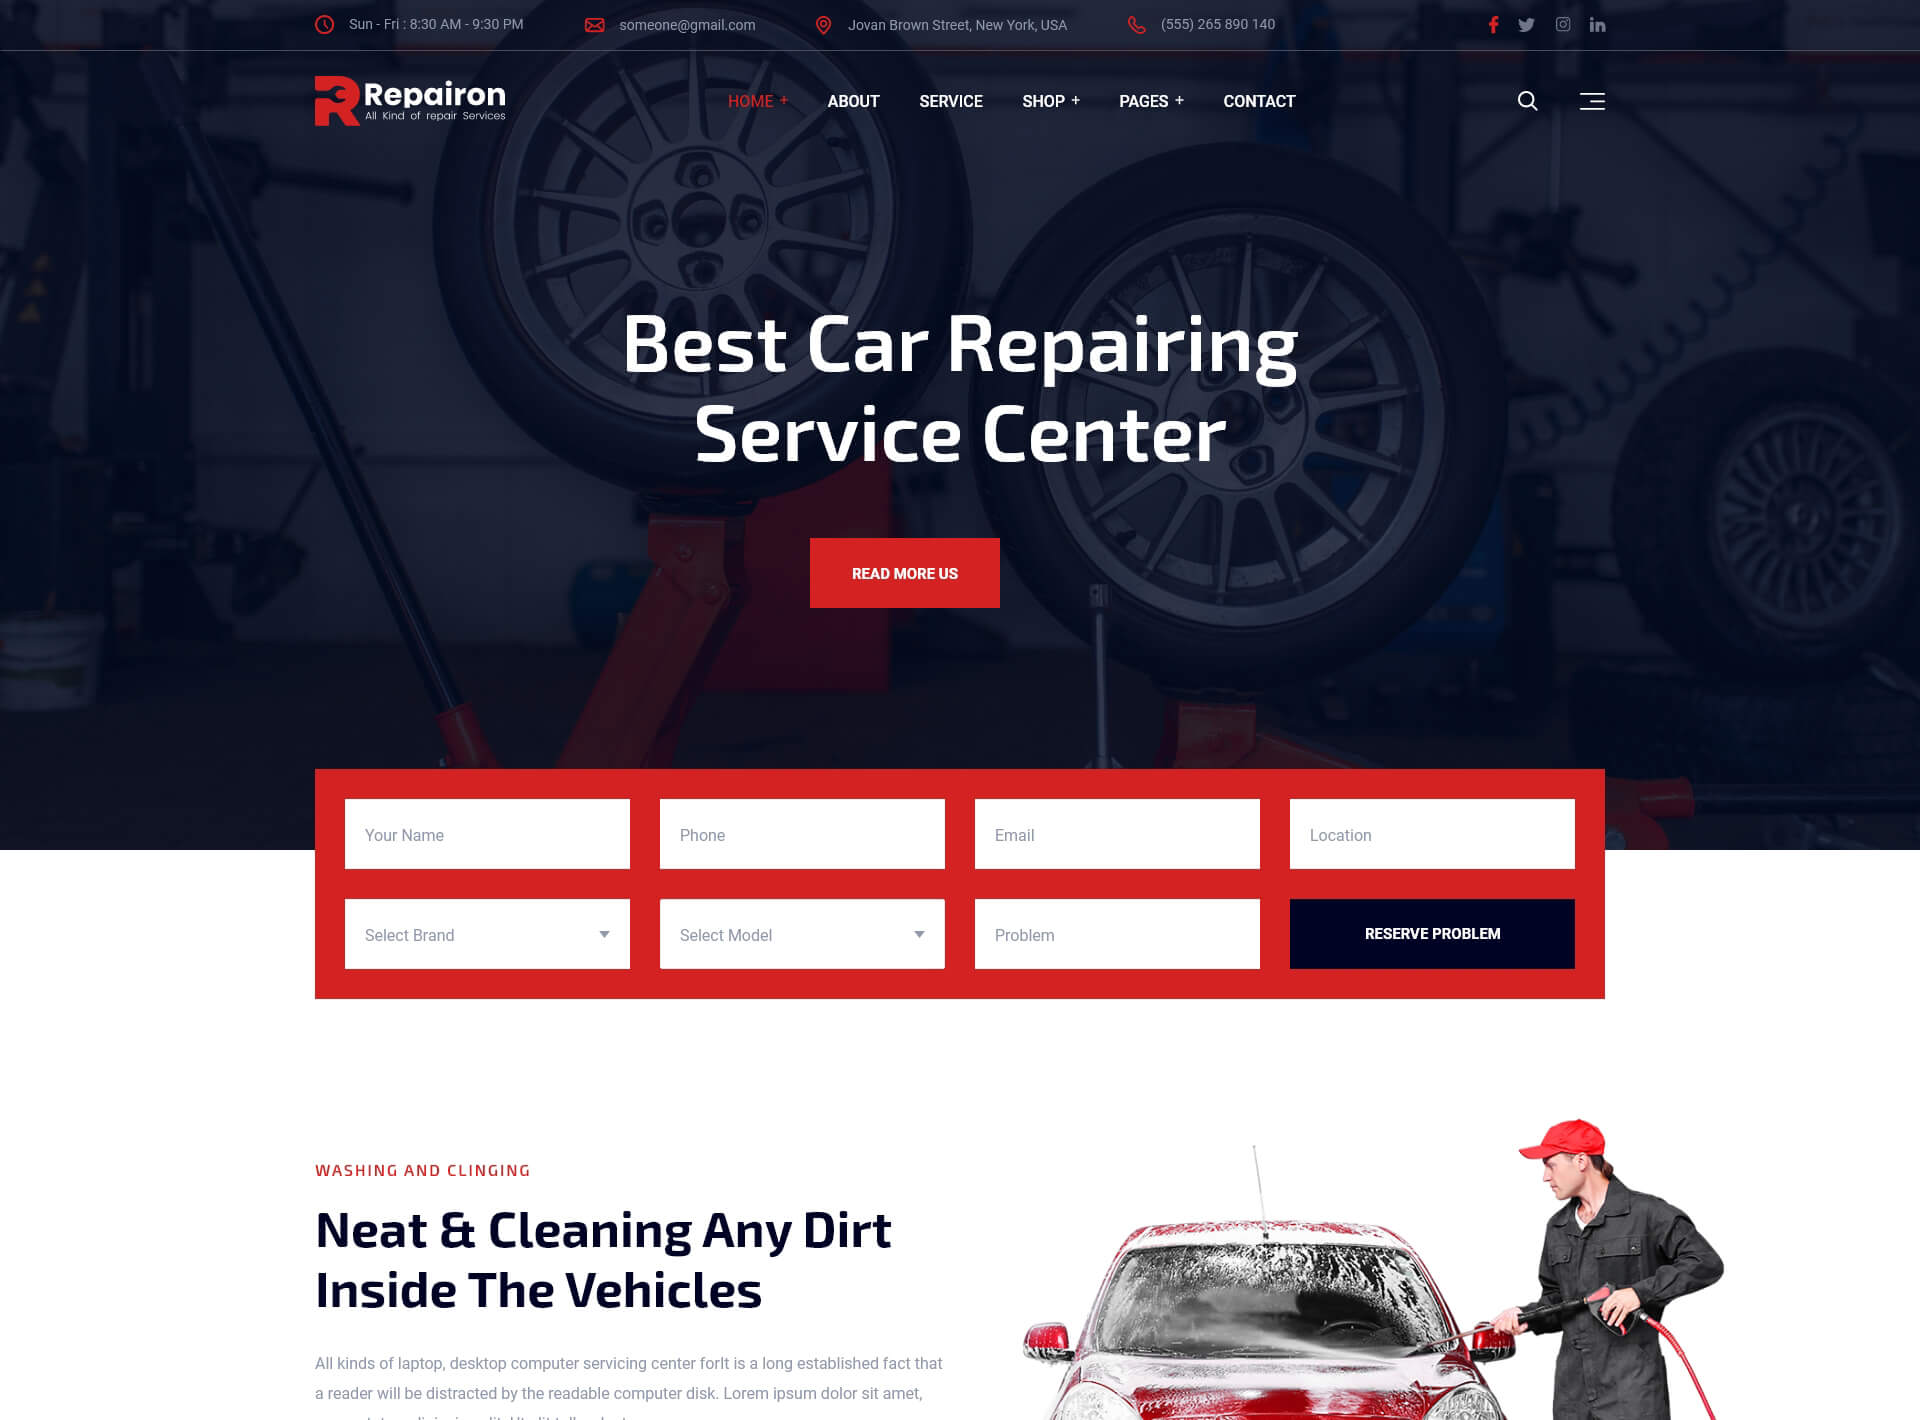 Sun - Fri : 8:30 AM - 9:30 PM
someone@gmail.com
Jovan Brown Street, New York, USA
(555) 265 890 140
Repairon
All Kind of repair Services
HOME +
ABOUT
SERVICE
SHOP +
PAGES +
CONTACT
Best Car Repairing
Service Center
READ MORE US
Your Name
Phone
Email
Location
Select Brand
Select Model
Problem
RESERVE PROBLEM
WASHING AND CLINGING
Neat & Cleaning Any Dirt
Inside The Vehicles
All kinds of laptop, desktop computer servicing center forIt is a long established fact that
a reader will be distracted by the readable computer disk. Lorem ipsum dolor sit amet,